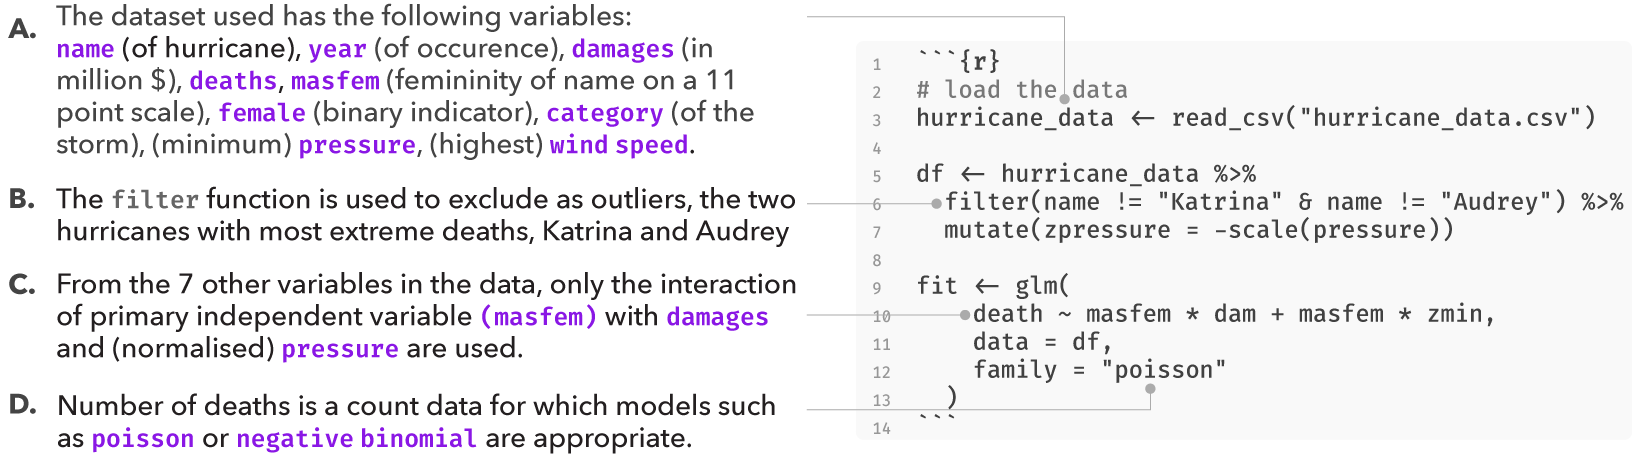 A. The dataset used has the following variables:
name (of hurricane), year (of occurence), damages (in
million $), deaths, masfem (femininity of name on a 11
point scale), female (binary indicator), category (of the
storm), (minimum) pressure, (highest) wind speed.
B. The filter function is used to exclude as outliers, the two
hurricanes with most extreme deaths, Katrina and Audrey
C. From the 7 other variables in the data, only the interaction
of primary independent variable (masfem) with damages
and (normalised) pressure are used.
D. Number of deaths is a count data for which models such
as poisson or negative binomial are appropriate.
1 ```{r}
2 # load the data
3 hurricane_data <- read_csv("hurricane_data.csv")
4
5 df <- hurricane_data %>%
6 filter(name != "Katrina" & name != "Audrey") %>%
7 mutate(zpressure = -scale(pressure))
8
9 fit <- glm(
10 death ~ masfem * dam + masfem * zmin,
11 data = df,
12 family = "poisson"
13 )
14 ```